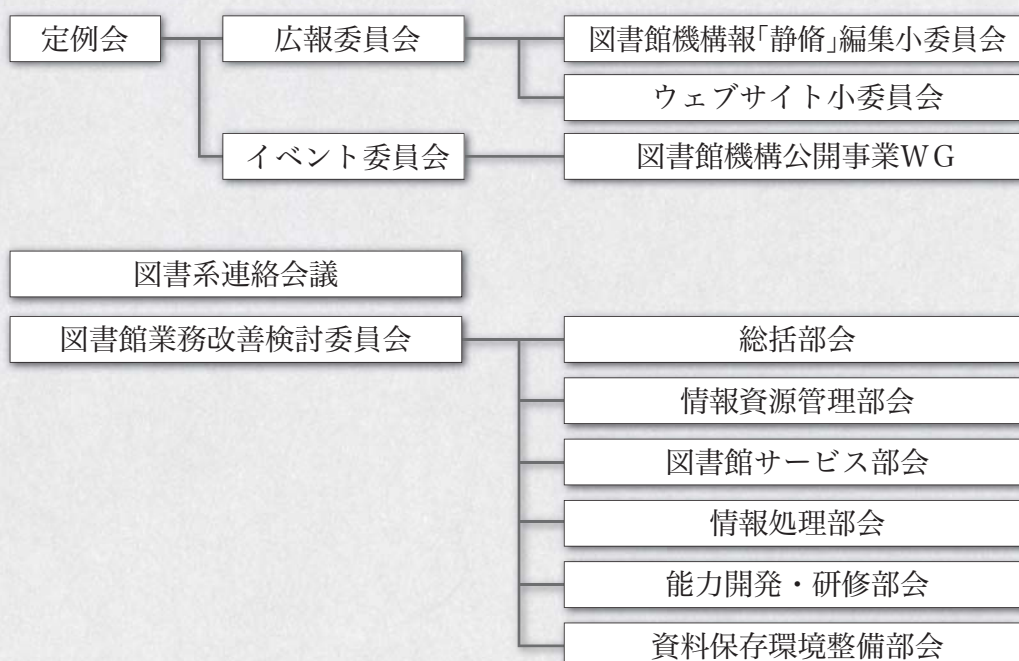 定例会
広報委員会
図書館機構報｢静脩｣編集小委員会
ウェブサイト小委員会
イベント委員会
図書館機構公開事業ＷＧ
図書系連絡会議
図書館業務改善検討委員会
総括部会
情報資源管理部会
図書館サービス部会
情報処理部会
能力開発・研修部会
資料保存環境整備部会